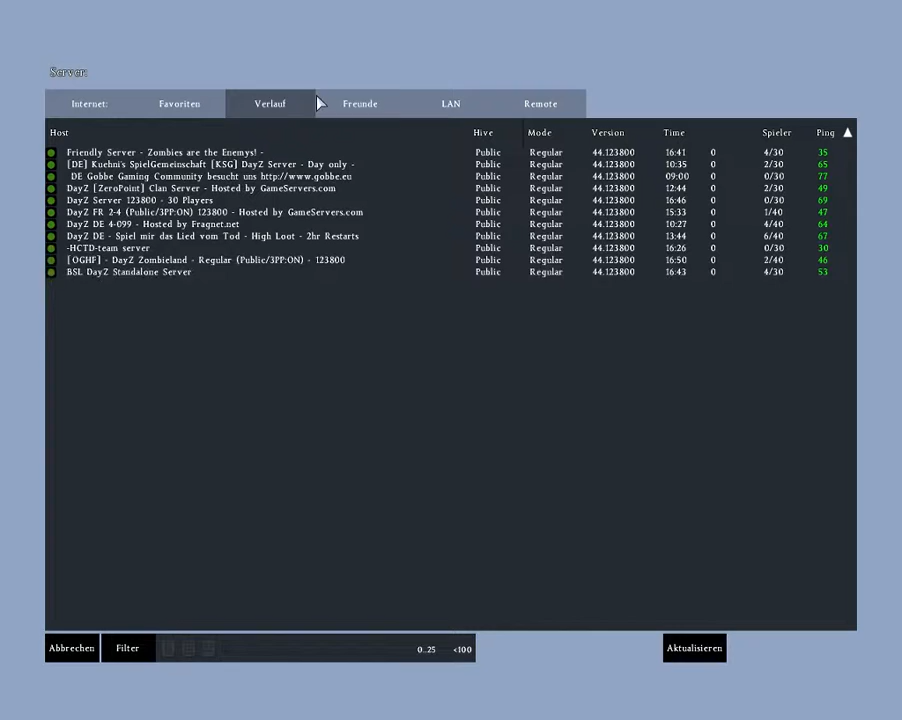 Server:
Internet: Favoriten Verlauf Freunde LAN Remote
Host Hive Mode Version Time Spieler Ping
Friendly Server - Zombies are the Enemys! - Public Regular 44.123800 16:41 0 4/30 35
[DE] Kuehni's SpielGemeinschaft [KSG] DayZ Server - Day only - Public Regular 44.123800 10:35 0 2/30 65
DE Gobbe Gaming Community besucht uns http://www.gobbe.eu Public Regular 44.123800 09:00 0 0/30 77
DayZ [ZeroPoint] Clan Server - Hosted by GameServers.com Public Regular 44.123800 12:44 0 2/30 49
DayZ Server 123800 - 30 Players Public Regular 44.123800 16:46 0 0/30 69
DayZ FR 2-4 (Public/3PP:ON) 123800 - Hosted by GameServers.com Public Regular 44.123800 15:33 0 1/40 47
DayZ DE 4-099 - Hosted by Fragnet.net Public Regular 44.123800 10:27 0 4/40 64
DayZ DE - Spiel mir das Lied vom Tod - High Loot - 2hr Restarts Public Regular 44.123800 13:44 0 6/40 67
-HCTD-team server Public Regular 44.123800 16:26 0 0/30 30
[OGHF] - DayZ Zombieland - Regular (Public/3PP:ON) - 123800 Public Regular 44.123800 16:50 0 2/40 46
BSL DayZ Standalone Server Public Regular 44.123800 16:43 0 4/30 53
Abbrechen Filter 0..25 <100 Aktualisieren